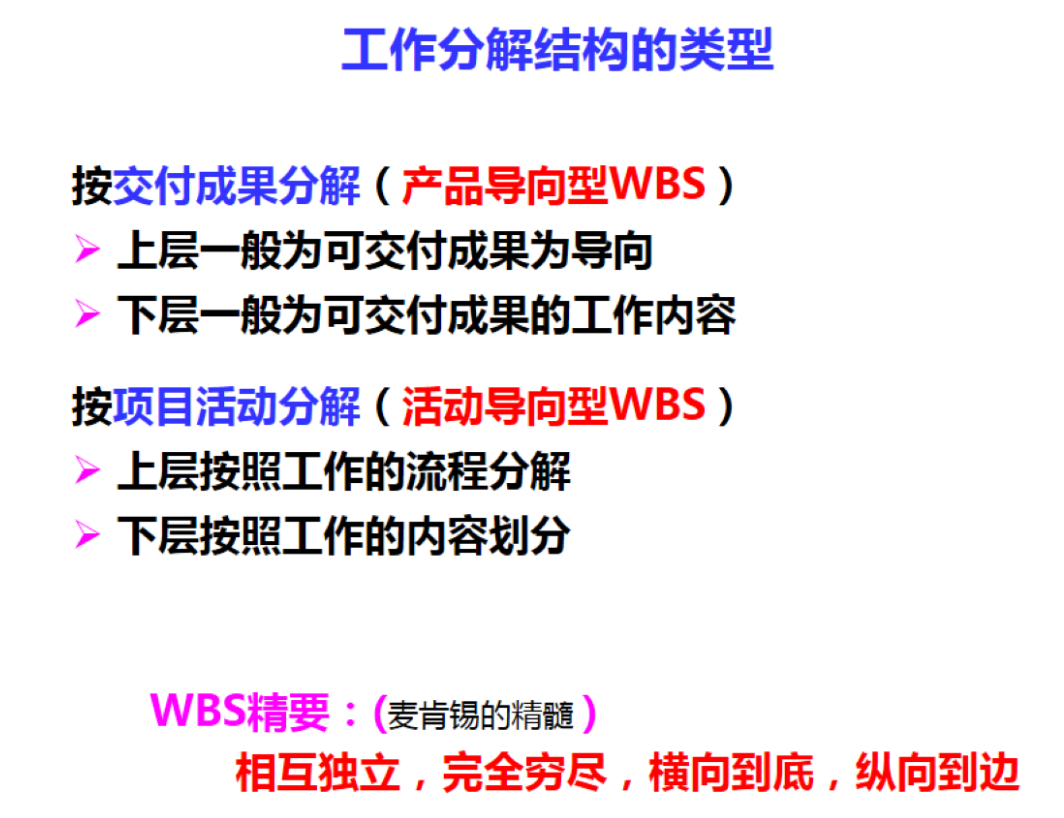 工作分解结构的类型
按交付成果分解（产品导向型WBS）
上层一般为可交付成果为导向
下层一般为可交付成果的工作内容
按项目活动分解（活动导向型WBS）
上层按照工作的流程分解
下层按照工作的内容划分
WBS精要：(麦肯锡的精髓)
相互独立，完全穷尽，横向到底，纵向到边